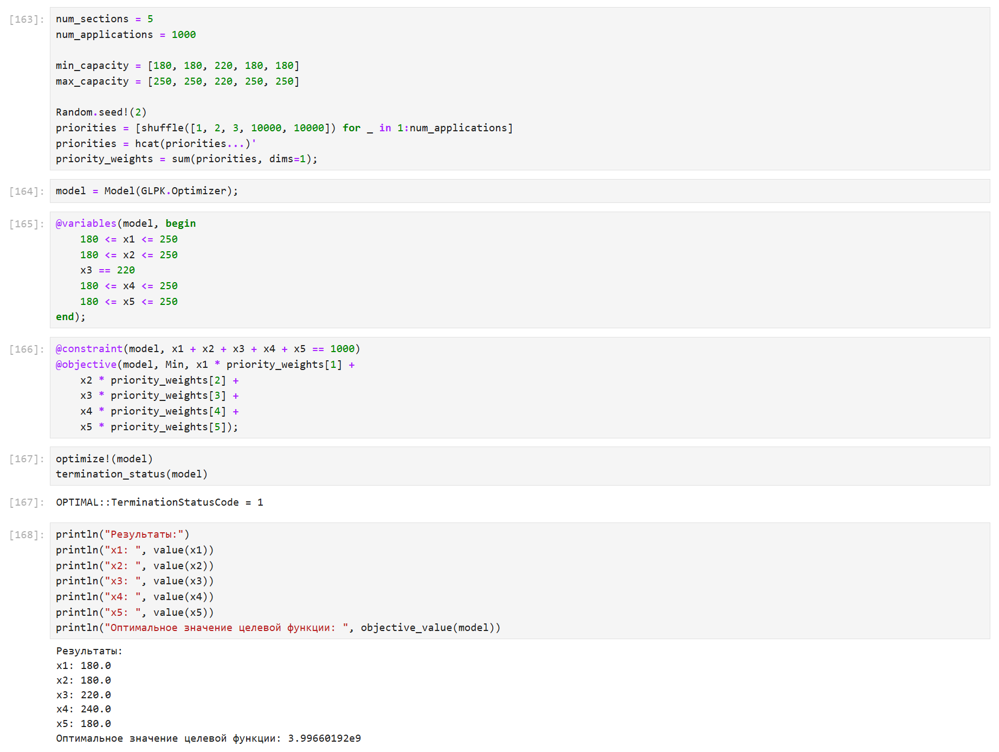 [163]:
num_sections = 5
num_applications = 1000
min_capacity = [180, 180, 220, 180, 180]
max_capacity = [250, 250, 220, 250, 250]
Random.seed!(2)
priorities = [shuffle([1, 2, 3, 10000, 10000]) for _ in 1:num_applications]
priorities = hcat(priorities...)'
priority_weights = sum(priorities, dims=1);
[164]:
model = Model(GLPK.Optimizer);
[165]:
@variables(model, begin
    180 <= x1 <= 250
    180 <= x2 <= 250
    x3 == 220
    180 <= x4 <= 250
    180 <= x5 <= 250
end);
[166]:
@constraint(model, x1 + x2 + x3 + x4 + x5 == 1000)
@objective(model, Min, x1 * priority_weights[1] +
    x2 * priority_weights[2] +
    x3 * priority_weights[3] +
    x4 * priority_weights[4] +
    x5 * priority_weights[5]);
[167]:
optimize!(model)
termination_status(model)
[167]:
OPTIMAL::TerminationStatusCode = 1
[168]:
println("Результаты:")
println("x1: ", value(x1))
println("x2: ", value(x2))
println("x3: ", value(x3))
println("x4: ", value(x4))
println("x5: ", value(x5))
println("Оптимальное значение целевой функции: ", objective_value(model))
Результаты:
x1: 180.0
x2: 180.0
x3: 220.0
x4: 240.0
x5: 180.0
Оптимальное значение целевой функции: 3.99660192e9